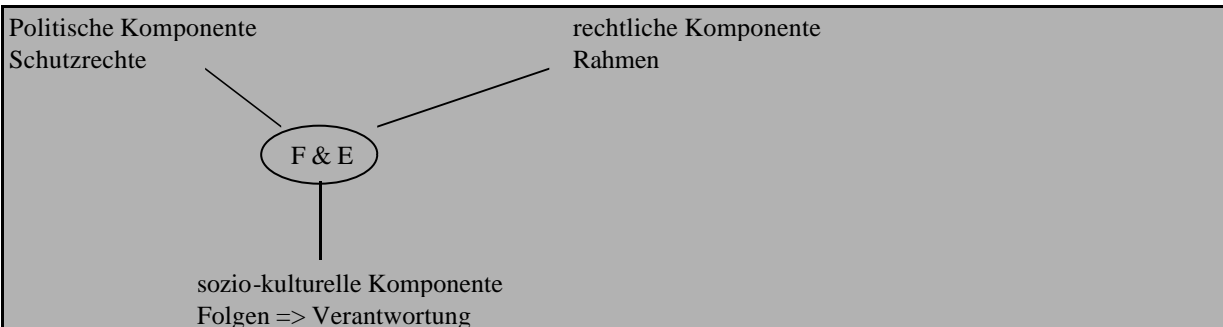 Politische Komponente
Schutzrechte
rechtliche Komponente
Rahmen
F & E
sozio-kulturelle Komponente
Folgen => Verantwortung